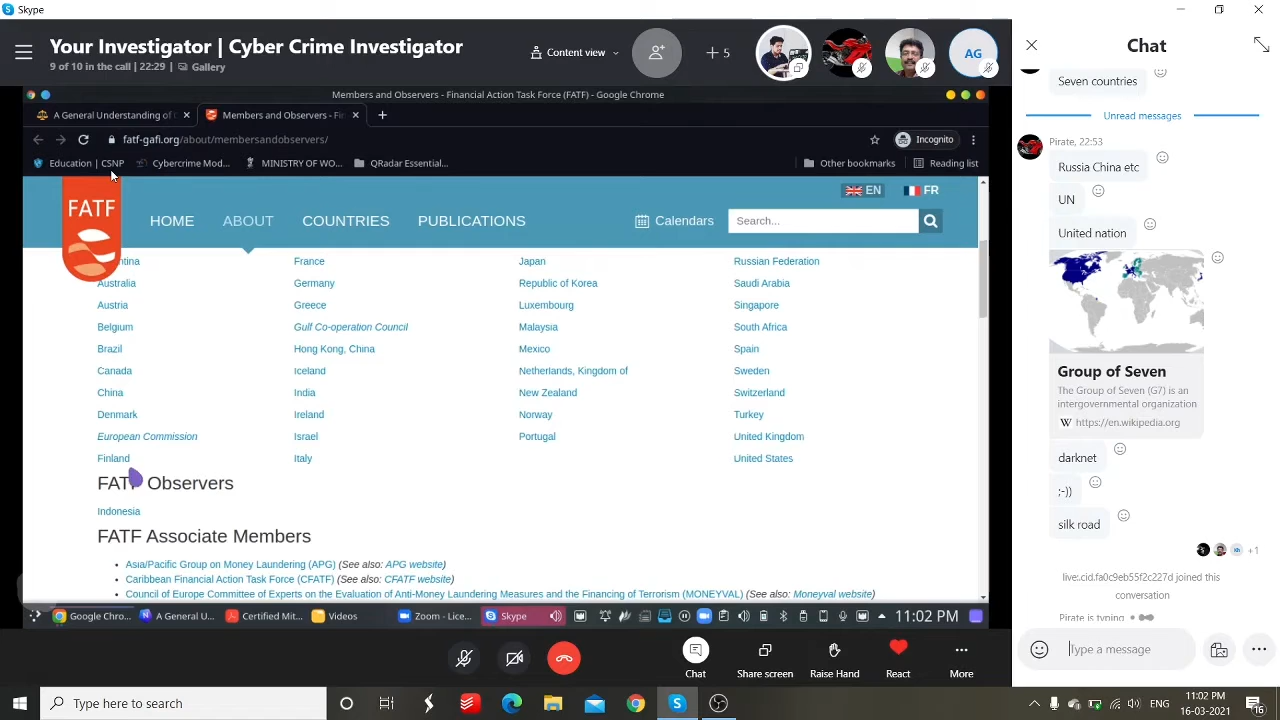 Skype
Your Investigator | Cyber Crime Investigator
9 of 10 in the call | 22:29 | Gallery
Content view
+ 5
AG
Members and Observers - Financial Action Task Force (FATF) - Google Chrome
A General Understanding of C
Members and Observers - Fin
fatf-gafi.org/about/membersandobservers/
Incognito
Education | CSNP
Cybercrime Mod...
MINISTRY OF WO...
QRadar Essential...
Other bookmarks
Reading list
FATF
HOME
ABOUT
COUNTRIES
PUBLICATIONS
EN
FR
Calendars
Search...
ntina
France
Japan
Russian Federation
Australia
Germany
Republic of Korea
Saudi Arabia
Austria
Greece
Luxembourg
Singapore
Belgium
Gulf Co-operation Council
Malaysia
South Africa
Brazil
Hong Kong, China
Mexico
Spain
Canada
Iceland
Netherlands, Kingdom of
Sweden
China
India
New Zealand
Switzerland
Denmark
Ireland
Norway
Turkey
European Commission
Israel
Portugal
United Kingdom
Finland
Italy
United States
FATF Observers
Indonesia
FATF Associate Members
Asia/Pacific Group on Money Laundering (APG) (See also: APG website)
Caribbean Financial Action Task Force (CFATF) (See also: CFATF website)
Council of Europe Committee of Experts on the Evaluation of Anti-Money Laundering Measures and the Financing of Terrorism (MONEYVAL) (See also: Moneyval website)
Google Chro...
A General U...
Certified Mit...
Videos
Zoom - Lice...
Skype
11:02 PM
Chat
Share screen
Raise Hand
React
More
Chat
Seven countries
Unread messages
Pirate, 22:53
Russia China etc
UN
United nation
Group of Seven
The Group of Seven (G7) is an
intergovernmental organization
W https://en.wikipedia.org
darknet
;-))
silk road
+1
live:.cid.fa0c9eb55f2c227d joined this
conversation
Pirate is typing
Type a message
Type here to search
11:02 PM